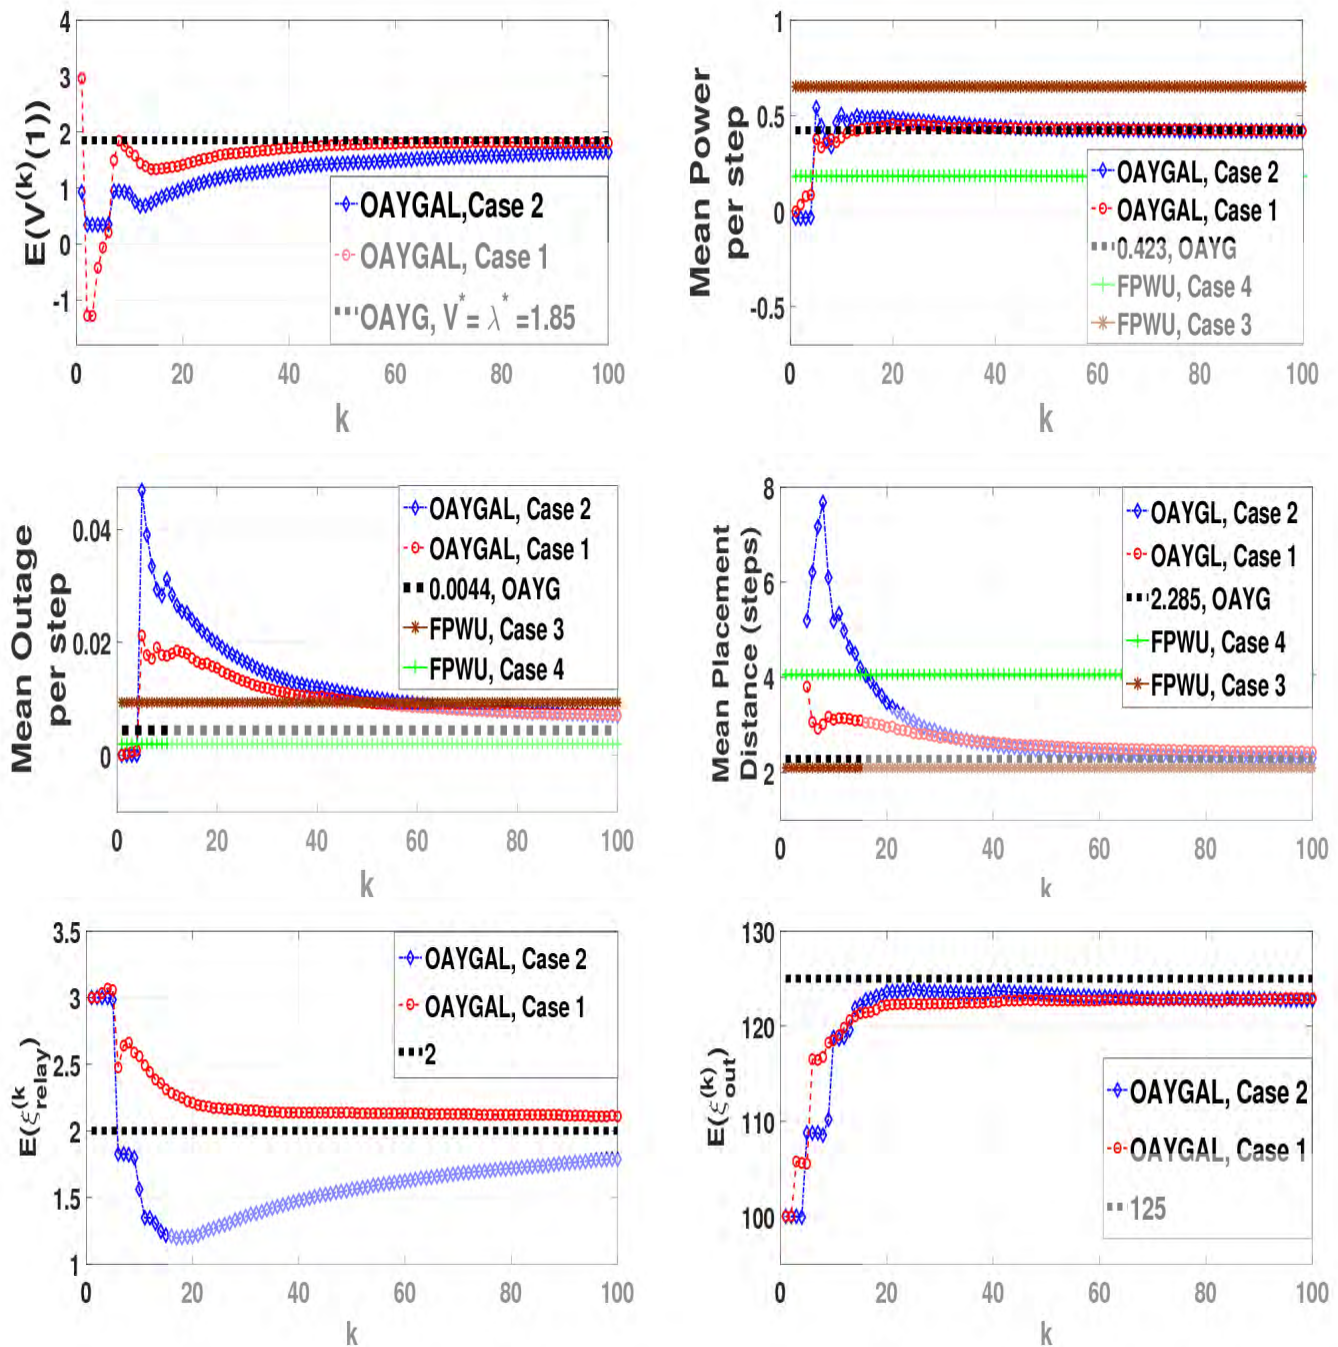 4
3
2
1
0
-1
E(V^(k)(1))
OAYGAL,Case 2
OAYGAL, Case 1
OAYG, V* = λ* =1.85
0 20 40 60 80 100
k
1
0.5
0
-0.5
Mean Power
per step
OAYGAL, Case 2
OAYGAL, Case 1
0.423, OAYG
FPWU, Case 4
FPWU, Case 3
0 20 40 60 80 100
k
0.04
0.02
0
Mean Outage
per step
OAYGAL, Case 2
OAYGAL, Case 1
0.0044, OAYG
FPWU, Case 3
FPWU, Case 4
0 20 40 60 80 100
k
8
6
4
2
Mean Placement
Distance (steps)
OAYGL, Case 2
OAYGL, Case 1
2.285, OAYG
FPWU, Case 4
FPWU, Case 3
0 20 40 60 80 100
k
3.5
3
2.5
2
1.5
1
E(ξ^(k_relay)
OAYGAL, Case 2
OAYGAL, Case 1
2
0 20 40 60 80 100
k
130
120
110
100
E(ξ^(k)_out)
OAYGAL, Case 2
OAYGAL, Case 1
125
0 20 40 60 80 100
k